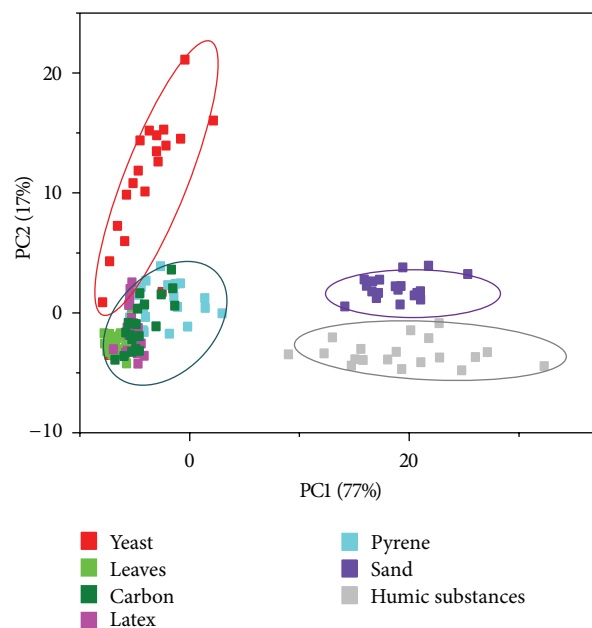 20
10
0
−10
PC2 (17%)
0
20
PC1 (77%)
Yeast
Leaves
Carbon
Latex
Pyrene
Sand
Humic substances